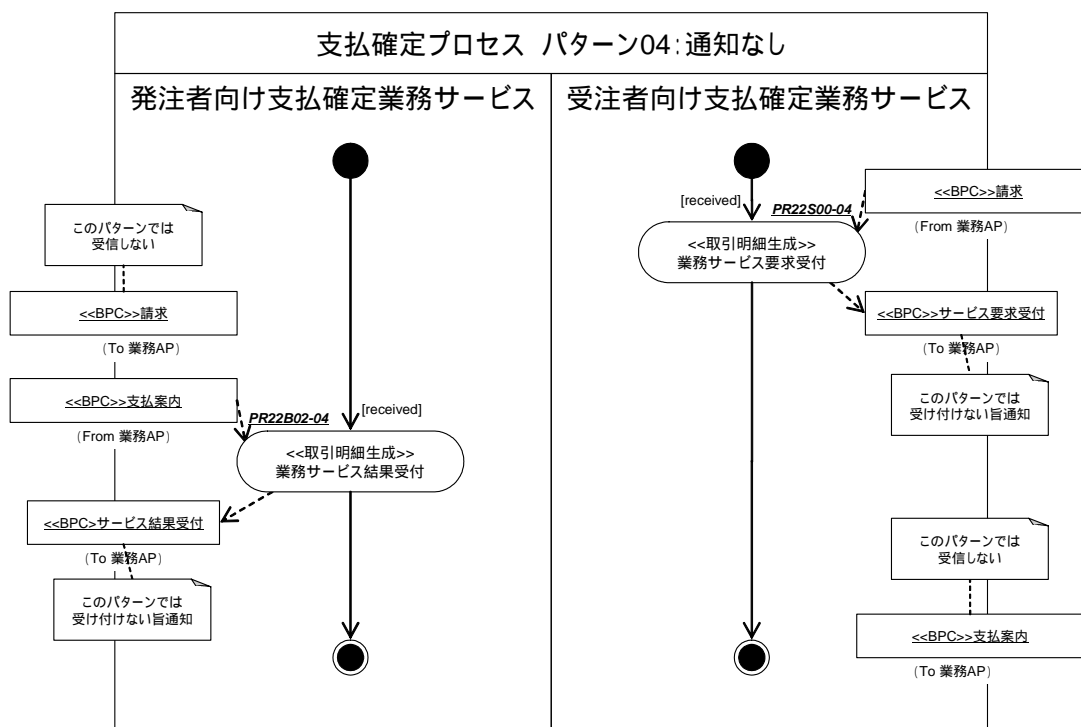 支払確定プロセス パターン04：通知なし
発注者向け支払確定業務サービス
受注者向け支払確定業務サービス
このパターンでは
受信しない
<<BPC>>請求
(To 業務AP)
<<BPC>>支払案内
(From 業務AP)
PR22B02-04
[received]
<<取引明細生成>>
業務サービス結果受付
<<BPC>サービス結果受付
(To 業務AP)
このパターンでは
受け付けない旨通知
[received]
PR22S00-04
<<BPC>>請求
(From 業務AP)
<<取引明細生成>>
業務サービス要求受付
<<BPC>>サービス要求受付
(To 業務AP)
このパターンでは
受け付けない旨通知
このパターンでは
受信しない
<<BPC>>支払案内
(To 業務AP)